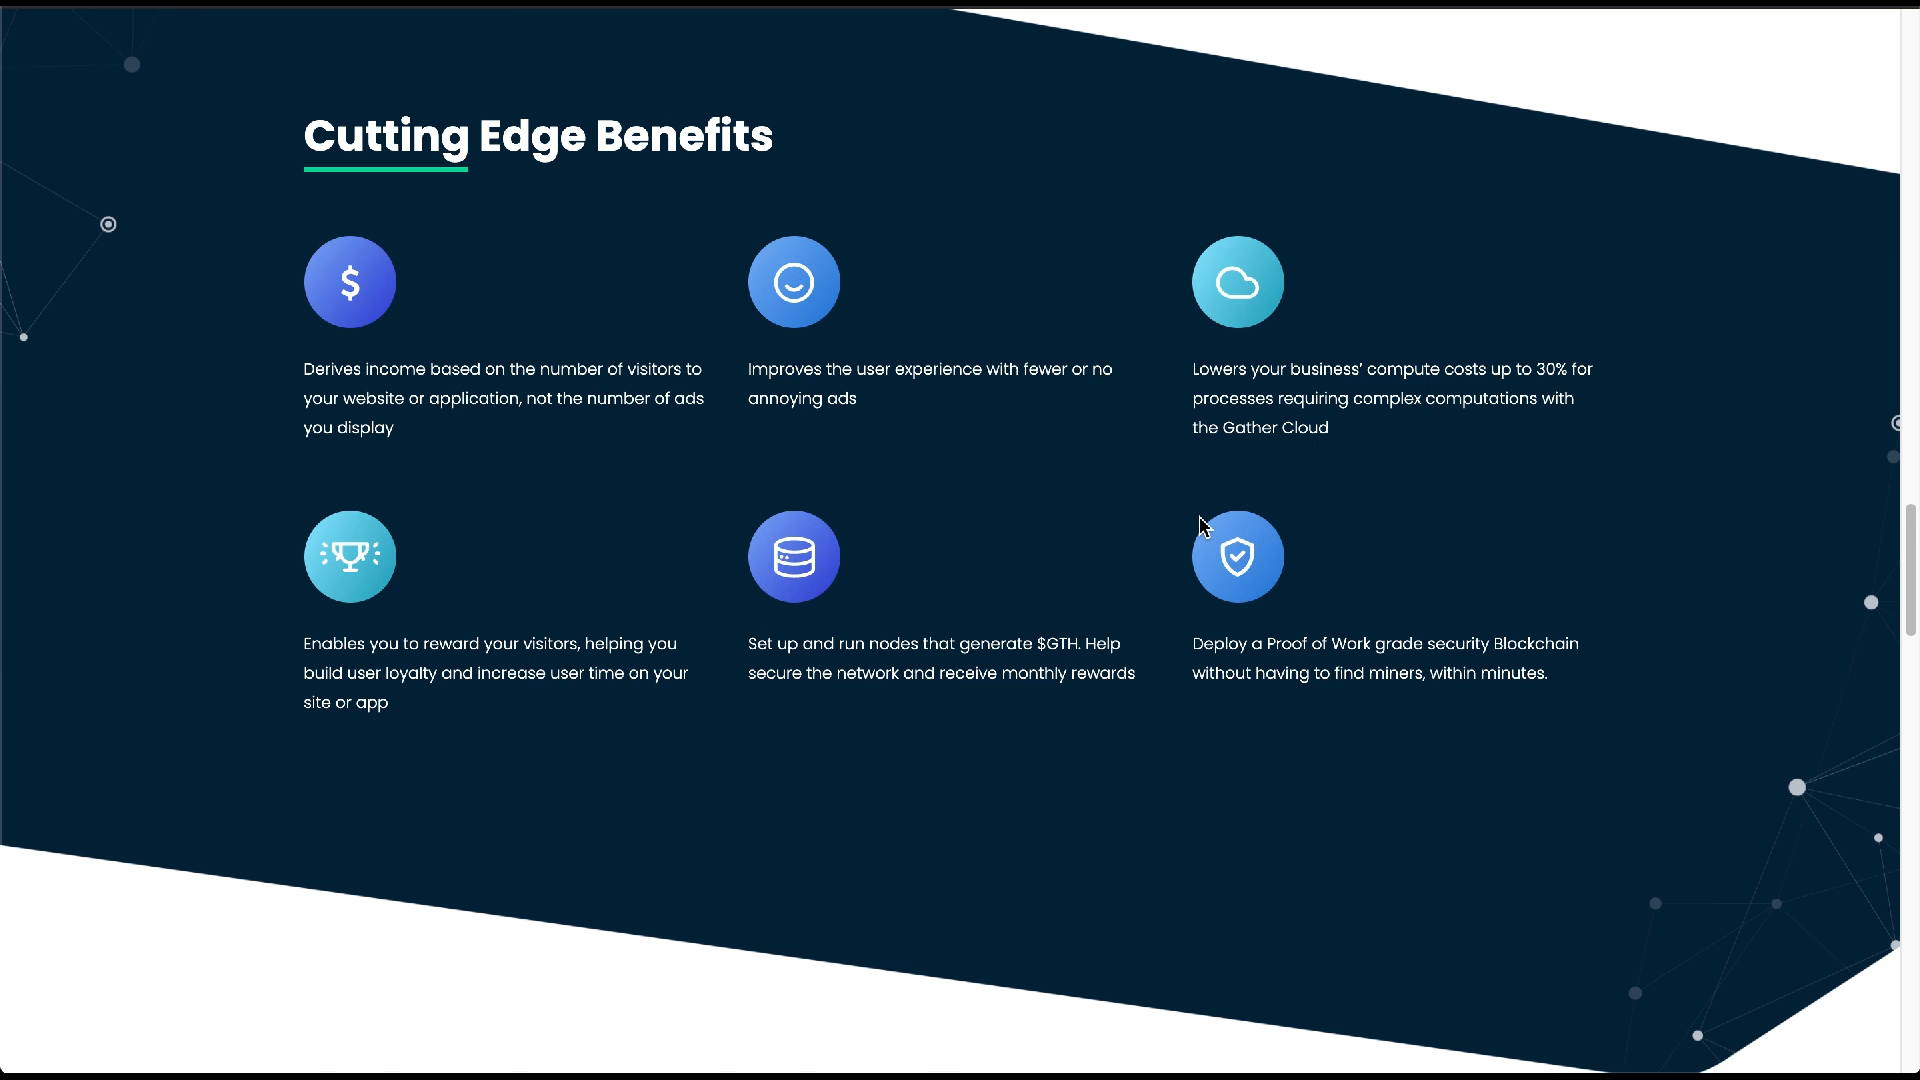 Cutting Edge Benefits
$
Derives income based on the number of visitors to
your website or application, not the number of ads
you display
Improves the user experience with fewer or no
annoying ads
Lowers your business’ compute costs up to 30% for
processes requiring complex computations with
the Gather Cloud
Enables you to reward your visitors, helping you
build user loyalty and increase user time on your
site or app
Set up and run nodes that generate $GTH. Help
secure the network and receive monthly rewards
Deploy a Proof of Work grade security Blockchain
without having to find miners, within minutes.